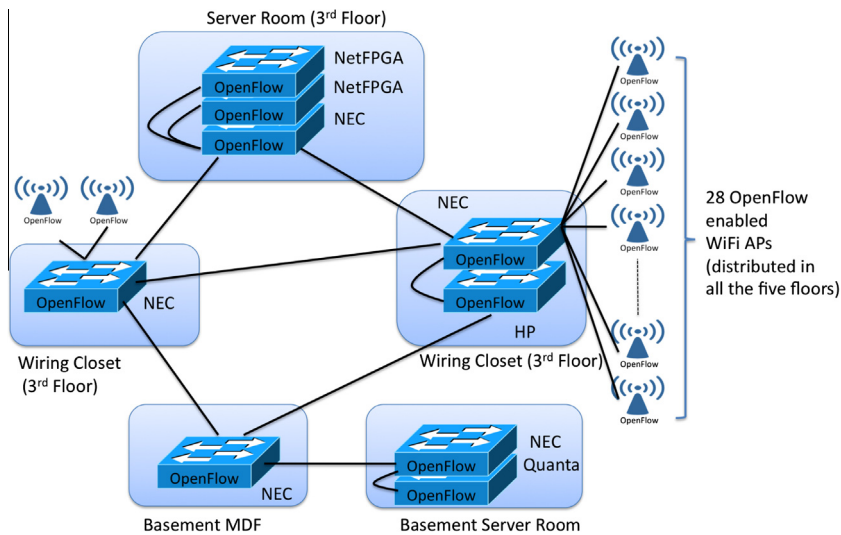 Server Room (3rd Floor)
NetFPGA
NetFPGA
NEC
OpenFlow
OpenFlow
OpenFlow
OpenFlow
OpenFlow
OpenFlow
NEC
Wiring Closet
(3rd Floor)
NEC
OpenFlow
OpenFlow
HP
Wiring Closet (3rd Floor)
OpenFlow
OpenFlow
OpenFlow
OpenFlow
OpenFlow
OpenFlow
28 OpenFlow
enabled
WiFi APs
(distributed in
all the five floors)
OpenFlow
NEC
Basement MDF
NEC
Quanta
OpenFlow
OpenFlow
Basement Server Room